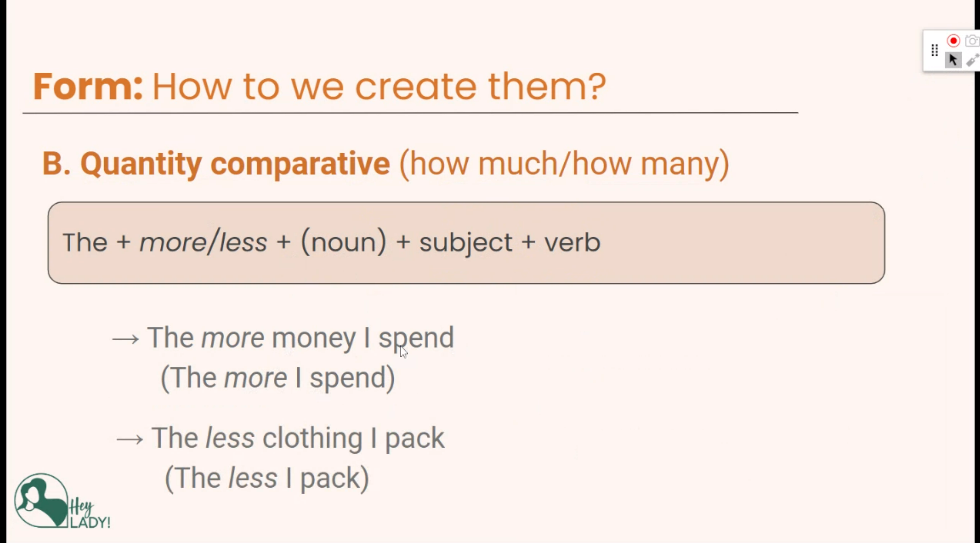 Form: How to we create them?
B. Quantity comparative (how much/how many)
The + more/less + (noun) + subject + verb
→ The more money I spend
(The more I spend)
→ The less clothing I pack
(The less I pack)
Hey
LADY!